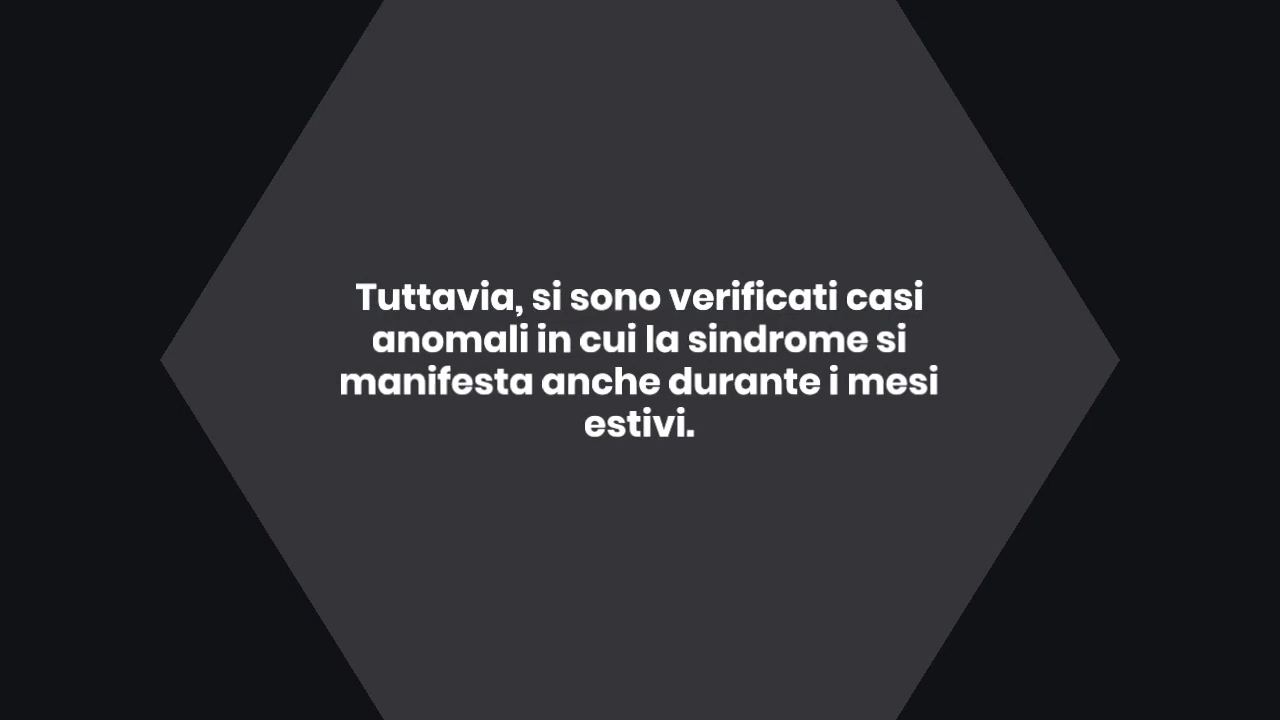 Tuttavia, si sono verificati casi
anomali in cui la sindrome si
manifesta anche durante i mesi
estivi.